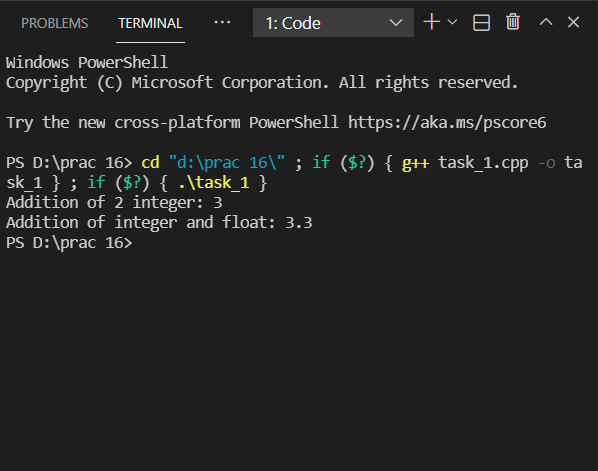 PROBLEMS TERMINAL ··· 1: Code
Windows PowerShell
Copyright (C) Microsoft Corporation. All rights reserved.
Try the new cross-platform PowerShell https://aka.ms/pscore6
PS D:\prac 16> cd "d:\prac 16\" ; if ($?) { g++ task_1.cpp -o ta
sk_1 } ; if ($?) { .\task_1 }
Addition of 2 integer: 3
Addition of integer and float: 3.3
PS D:\prac 16>